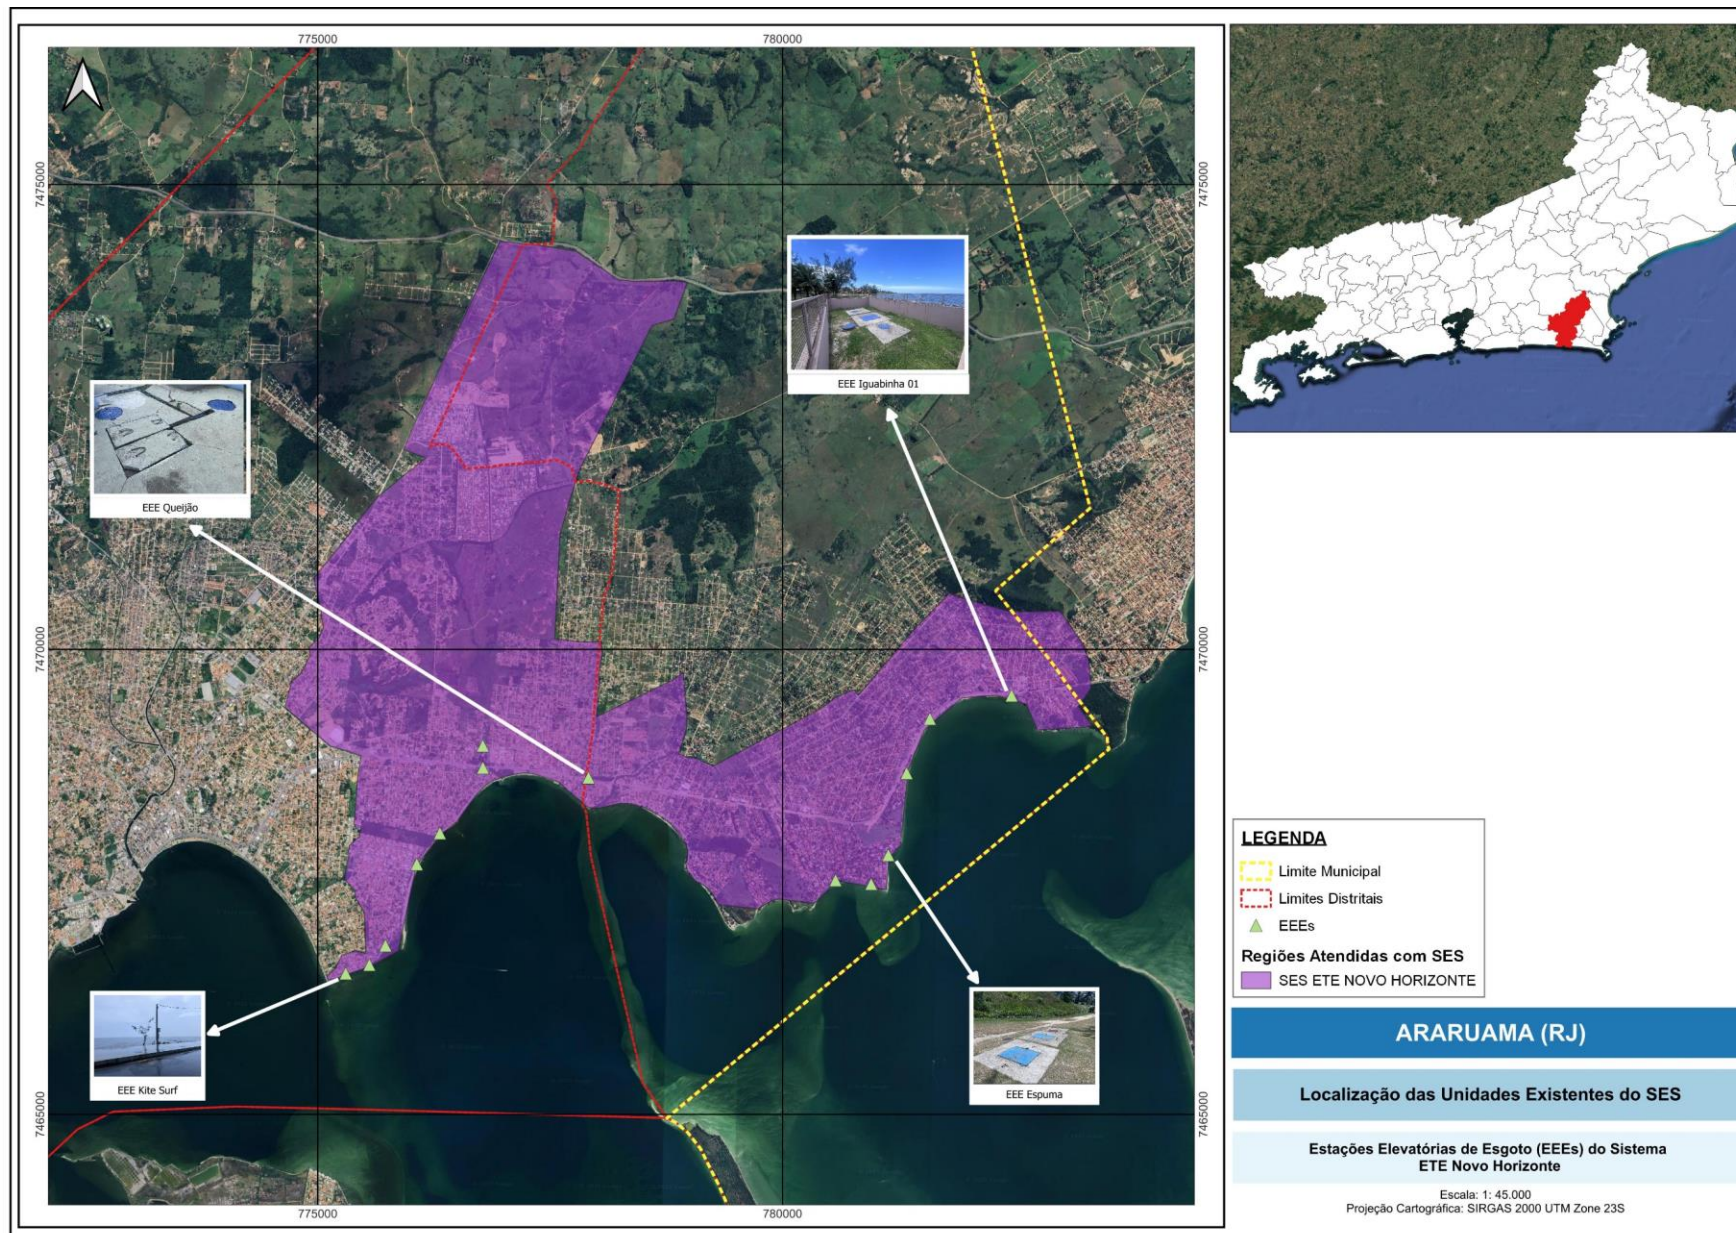 775000
780000
7475000
7475000
EEE Iguabinha 01
EEE Queijão
7470000
7470000
EEE Kite Surf
EEE Espuma
7465000
7465000
775000
780000
LEGENDA
Limite Municipal
Limites Distritais
EEEs
Regiões Atendidas com SES
SES ETE NOVO HORIZONTE
ARARUAMA (RJ)
Localização das Unidades Existentes do SES
Estações Elevatórias de Esgoto (EEEs) do Sistema
ETE Novo Horizonte
Escala: 1: 45.000
Projeção Cartográfica: SIRGAS 2000 UTM Zone 23S